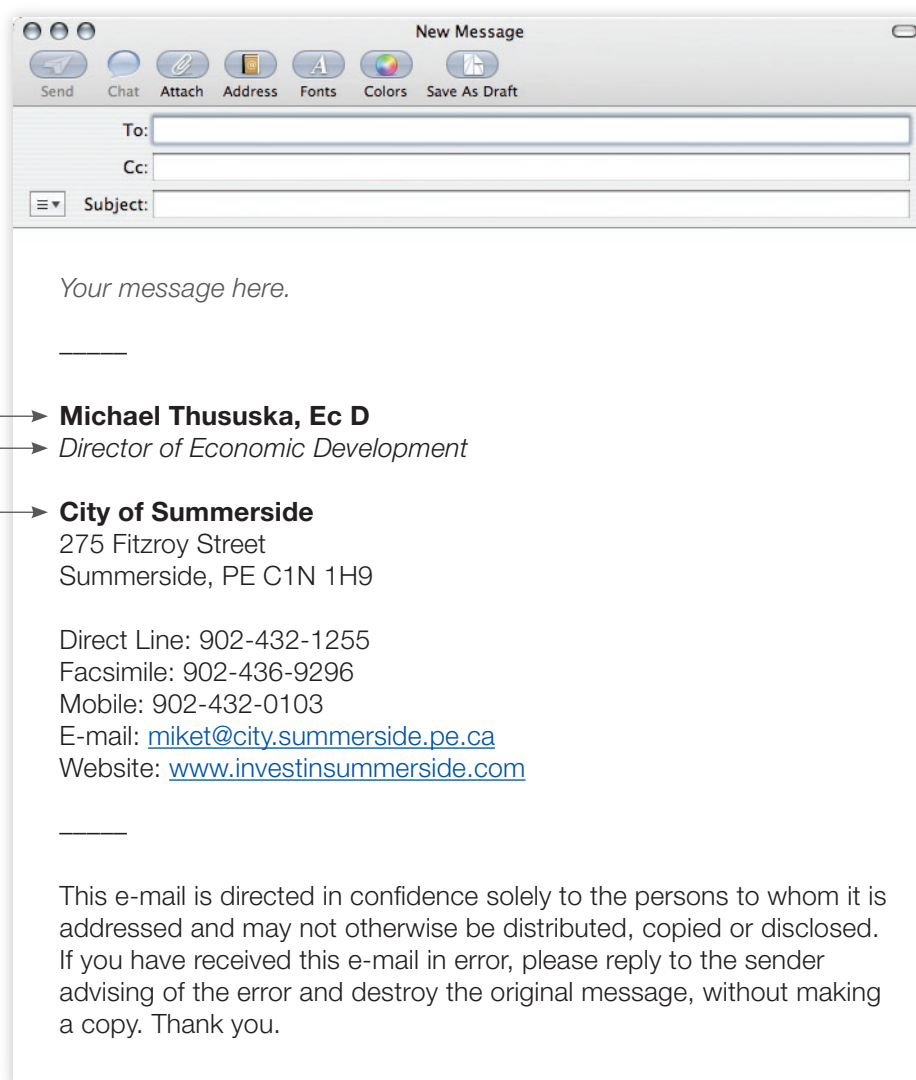 New Message
Send Chat Attach Address Fonts Colors Save As Draft
To:
Cc:
Subject:
Your message here.
_____
Michael Thususka, Ec D
Director of Economic Development
City of Summerside
275 Fitzroy Street
Summerside, PE C1N 1H9
Direct Line: 902-432-1255
Facsimile: 902-436-9296
Mobile: 902-432-0103
E-mail: miket@city.summerside.pe.ca
Website: www.investinsummerside.com
_____
This e-mail is directed in confidence solely to the persons to whom it is
addressed and may not otherwise be distributed, copied or disclosed.
If you have received this e-mail in error, please reply to the sender
advising of the error and destroy the original message, without making
a copy. Thank you.